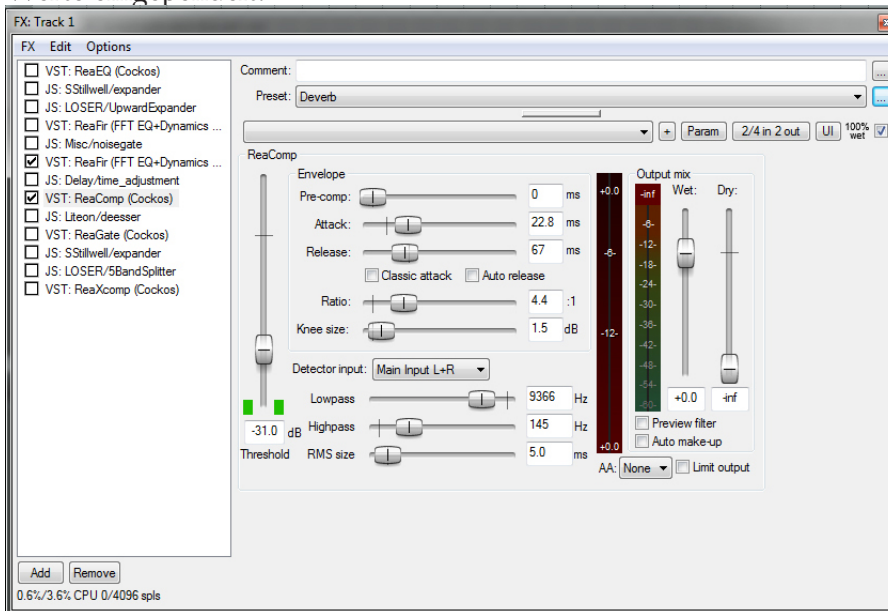 FX: Track 1
FX Edit Options
VST: ReaEQ (Cockos)
JS: SStillwell/expander
JS: LOSER/UpwardExpander
VST: ReaFir (FFT EQ+Dynamics ...
JS: Misc/noisegate
VST: ReaFir (FFT EQ+Dynamics ...
JS: Delay/time_adjustment
VST: ReaComp (Cockos)
JS: Liteon/deesser
VST: ReaGate (Cockos)
JS: SStillwell/expander
JS: LOSER/5BandSplitter
VST: ReaXcomp (Cockos)
Add Remove
0.6%/3.6% CPU 0/4096 spls
Comment: ...
Preset: Deverb ...
+ Param 2/4 in 2 out UI 100% wet
ReaComp
Envelope
Pre-comp: 0 ms
Attack: 22.8 ms
Release: 67 ms
Classic attack Auto release
Ratio: 4.4 :1
Knee size: 1.5 dB
Detector input: Main Input L+R
Lowpass 9366 Hz
Highpass 145 Hz
RMS size 5.0 ms
-31.0 dB
Threshold
+0.0
-6-
-12-
+0.0
Output mix
Wet: Dry:
-inf
-6-
-12-
-18-
-24-
-30-
-36-
-42-
-48-
-54-
-60-
+0.0 -inf
Preview filter
Auto make-up
AA: None Limit output